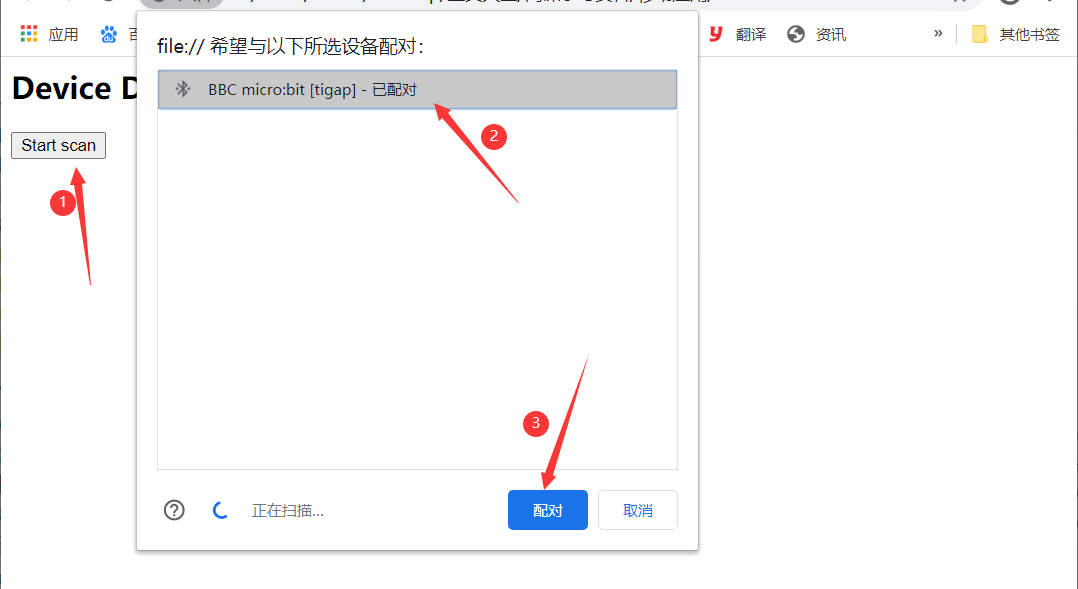 应用
翻译
资讯
»
其他书签
file:// 希望与以下所选设备配对：
BBC micro:bit [tigap] - 已配对
Device D
Start scan
1
2
3
正在扫描...
配对
取消